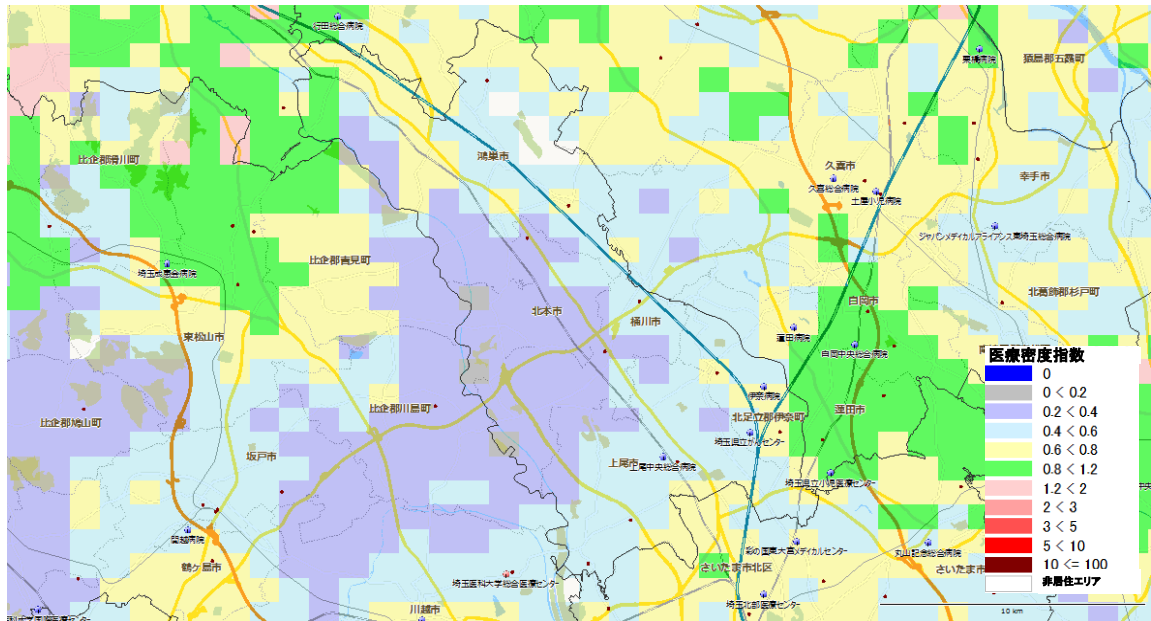 行田総合病院
栗橋病院
猿島郡五霞町
鴻巣市
比企郡滑川町
久喜市
幸手市
久喜総合病院
土屋小児病院
ジャパンメディカルアライアンス東埼玉総合病院
比企郡吉見町
埼玉成恵会病院
北葛飾郡杉戸町
白岡市
北本市
桶川市
東松山市
蓮田病院
白岡中央総合病院
医療密度指数
0
0 < 0.2
伊奈病院
0.2 < 0.4
比企郡川島町
蓮田市
比企郡鳩山町
北足立郡伊奈町
0.4 < 0.6
埼玉県立がんセンター
0.6 < 0.8
坂戸市
上尾市
上尾中央総合病院
0.8 < 1.2
埼玉県立小児医療センター
1.2 < 2
2 < 3
3 < 5
関越病院
彩の国東大宮メディカルセンター
丸山記念総合病院
5 < 10
鶴ヶ島市
さいたま市北区
さいたま市
10 <= 100
埼玉医科大学総合医療センター
非居住エリア
埼玉北部医療センター
川越市
10 km